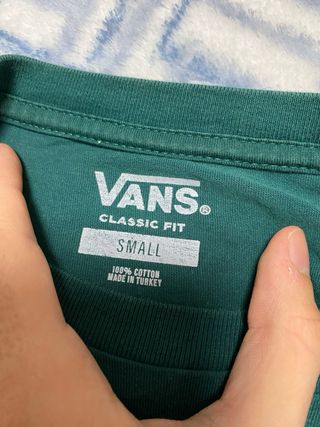 VANS®
CLASSIC FIT
SMALL
100% COTTON
MADE IN TURKEY